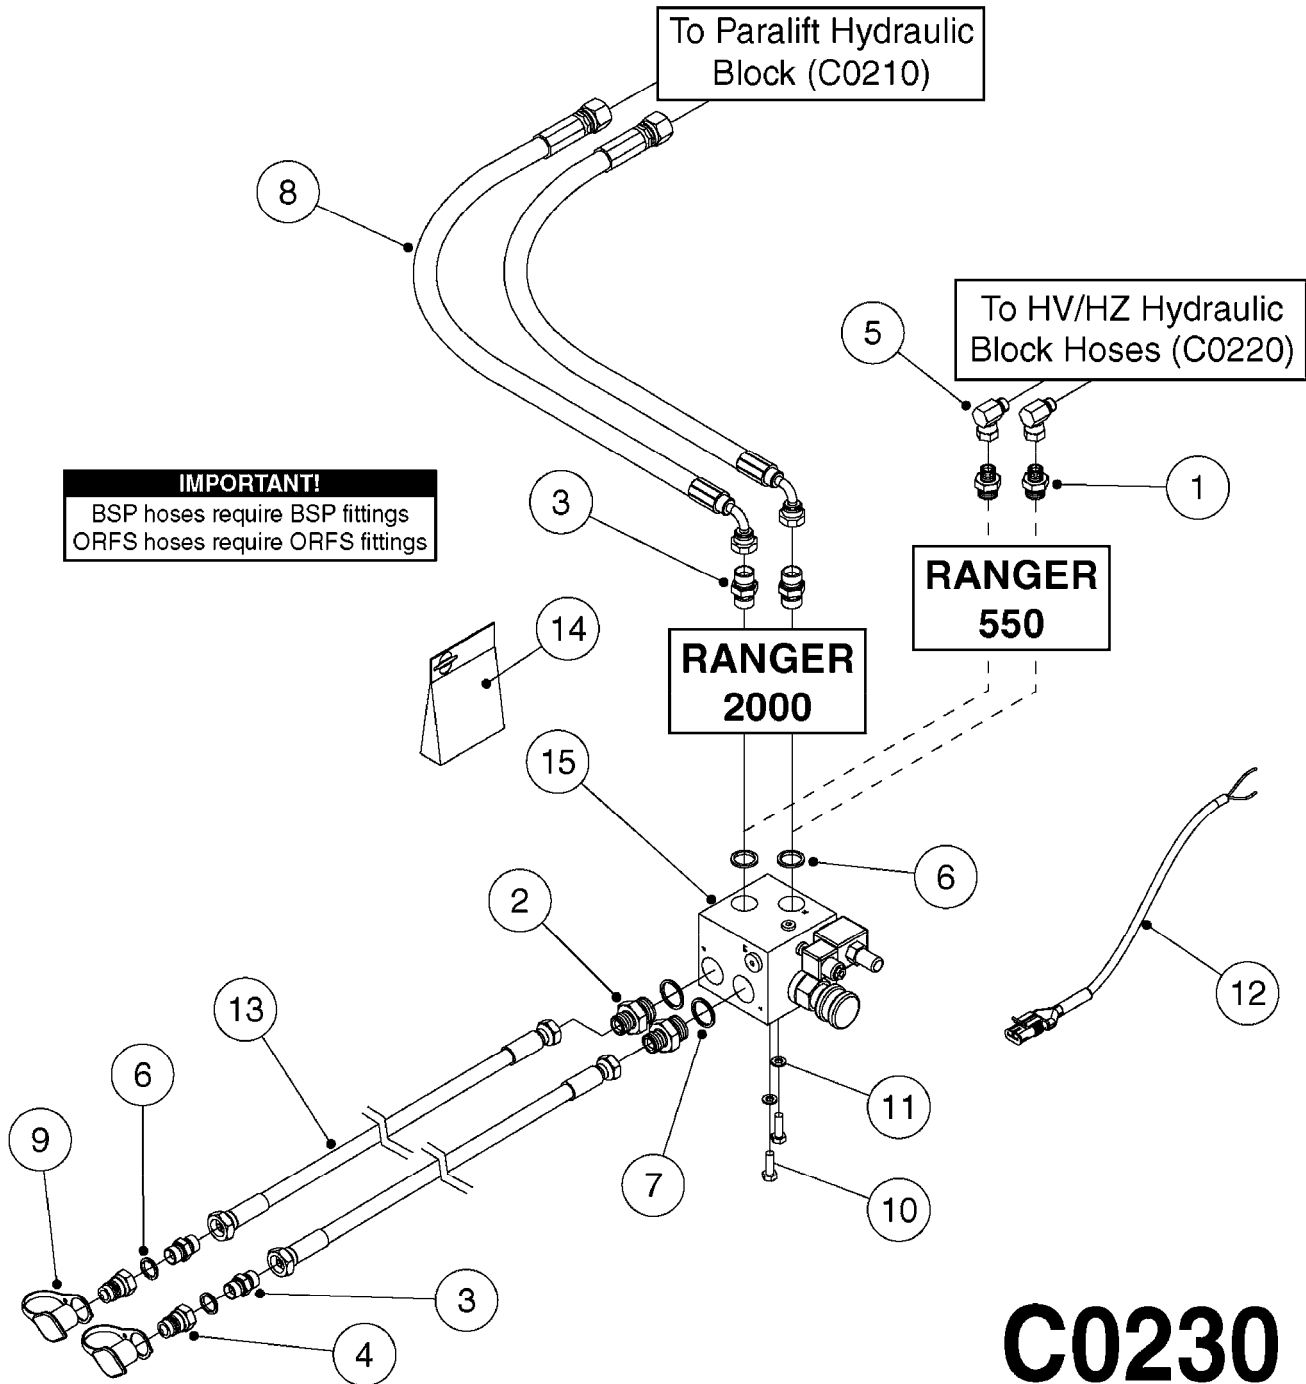 To Paralift Hydraulic
Block (C0210)
8
To HV/HZ Hydraulic
Block Hoses (C0220)
5
IMPORTANT!
BSP hoses require BSP fittings
ORFS hoses require ORFS fittings
3
1
RANGER
550
14
RANGER
2000
15
6
2
12
13
6
11
9
7
10
3
4
C0230